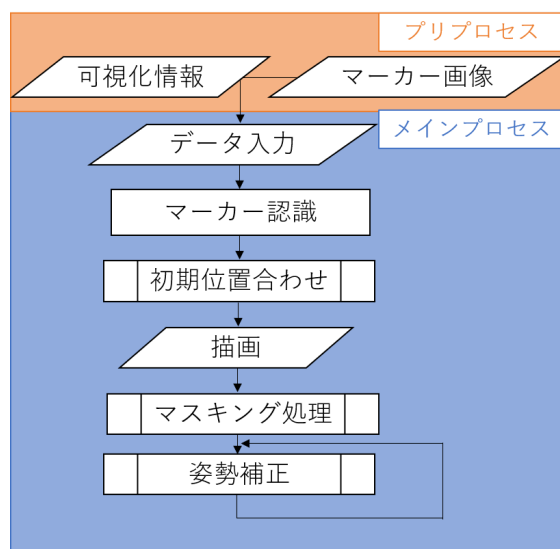 プリプロセス
可視化情報
マーカー画像
メインプロセス
データ入力
マーカー認識
初期位置合わせ
描画
マスキング処理
姿勢補正